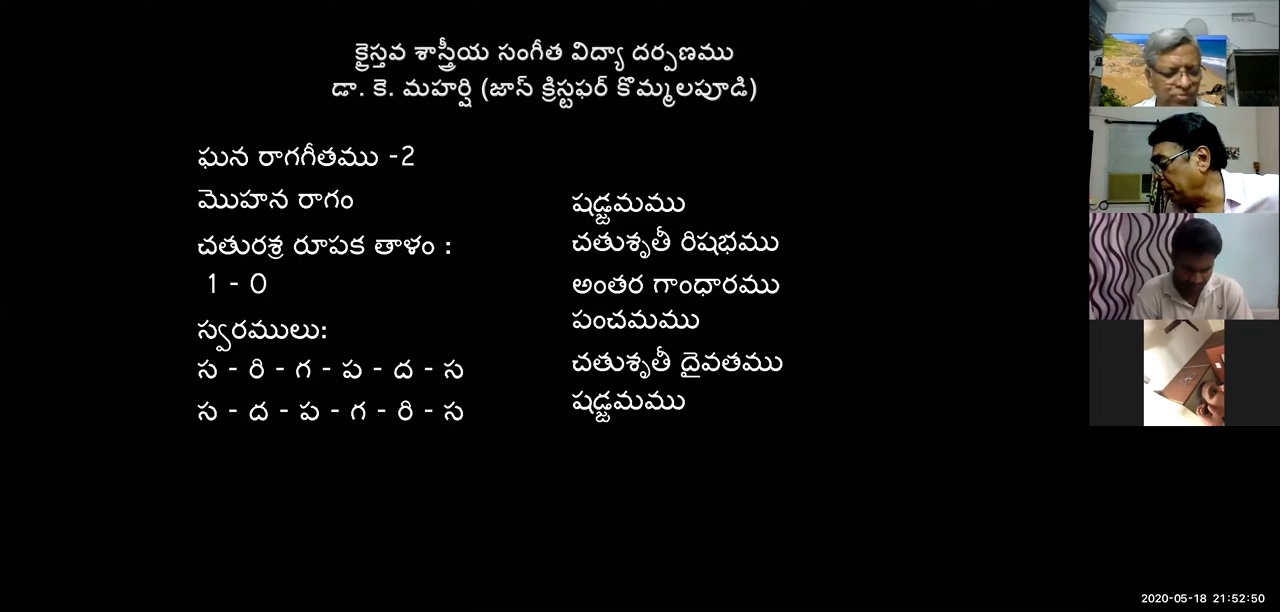 క్రైస్తవ శాస్త్రీయ సంగీత విద్యా దర్పణము
డా. కె. మహర్షి (జాస్ క్రిస్టఫర్ కొమ్మలపూడి)
ఘన రాగగీతము -2
మొహన రాగం
చతురశ్ర రూపక తాళం :
1 - 0
స్వరములు:
స - రి - గ - ప - ద - స
స - ద - ప - గ - రి - స
షడ్జమము
చతుశృతీ రిషభము
అంతర గాంధారము
పంచమము
చతుశృతీ దైవతము
షడ్జమము
2020-05-18 21:52:50